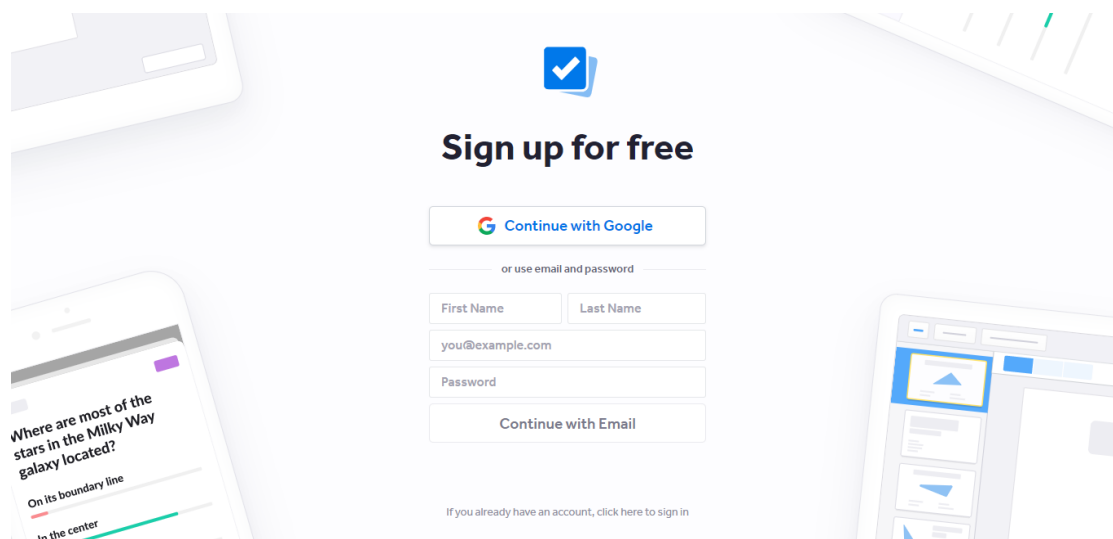 Sign up for free
Continue with Google
or use email and password
First Name
Last Name
you@example.com
Password
Continue with Email
If you already have an account, click here to sign in
Where are most of the
stars in the Milky Way
galaxy located?
On its boundary line
In the center